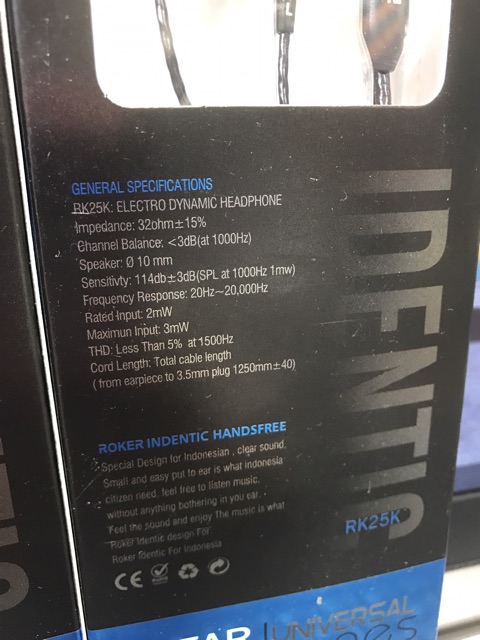 L
GENERAL SPECIFICATIONS
RK25K: ELECTRO DYNAMIC HEADPHONE
Impedance: 32ohm±15%
Channel Balance: <3dB(at 1000Hz)
Speaker: Ø 10 mm
Sensitivty: 114db±3dB(SPL at 1000Hz 1mw)
Frequency Response: 20Hz~20,000Hz
Rated Input: 2mW
Maximun Input: 3mW
THD: Less Than 5% at 1500Hz
Cord Length: Total cable length
(from earpiece to 3.5mm plug 1250mm±40)
IDENTIC
ROKER INDENTIC HANDSFREE
Special Design for Indonesian , clear sound.
Small and easy put to ear is what indonesia
citizen need. feel free to listen music.
without anything bothering in you ear.
Feel the sound and enjoy The music is what
Roker Identic design For
Roker Identic For Indonesia
RK25K
CE RoHS
UNIVERSAL